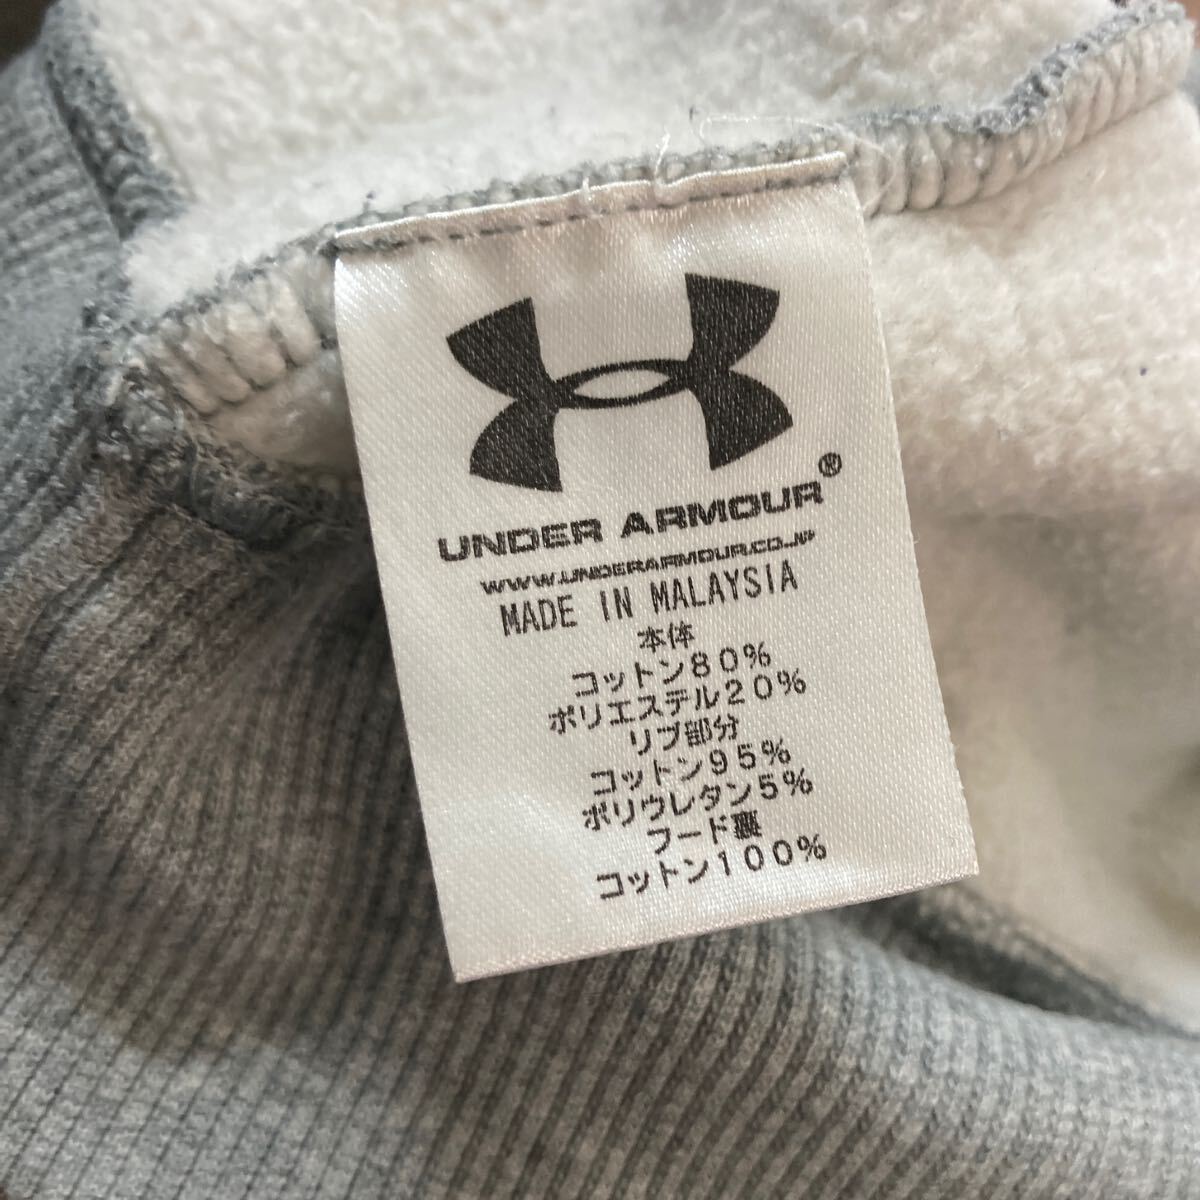 UNDER ARMOUR®
WWW.UNDERARMOUR.CO.JP
MADE IN MALAYSIA
本体
コットン80%
ポリエステル20%
リブ部分
コットン95%
ポリウレタン5%
フード裏
コットン100%